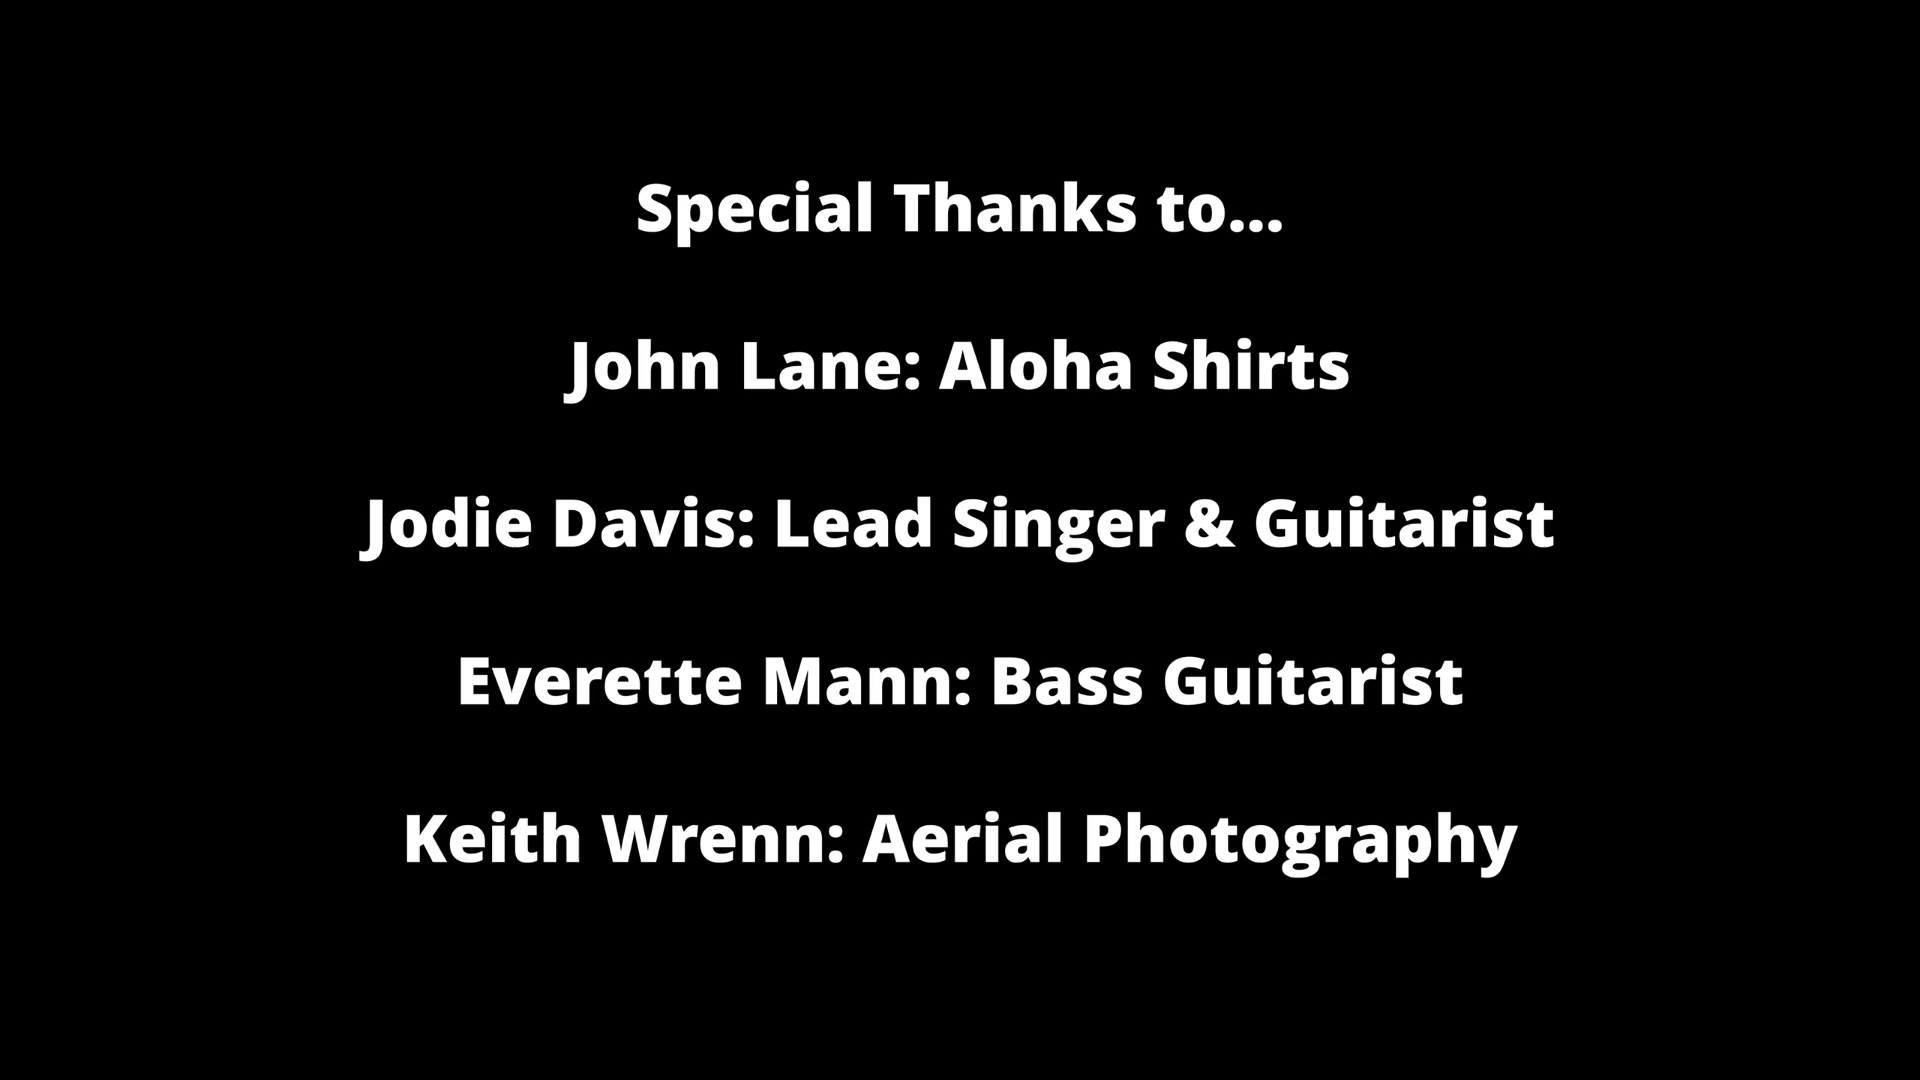 Special Thanks to...
John Lane: Aloha Shirts
Jodie Davis: Lead Singer & Guitarist
Everette Mann: Bass Guitarist
Keith Wrenn: Aerial Photography